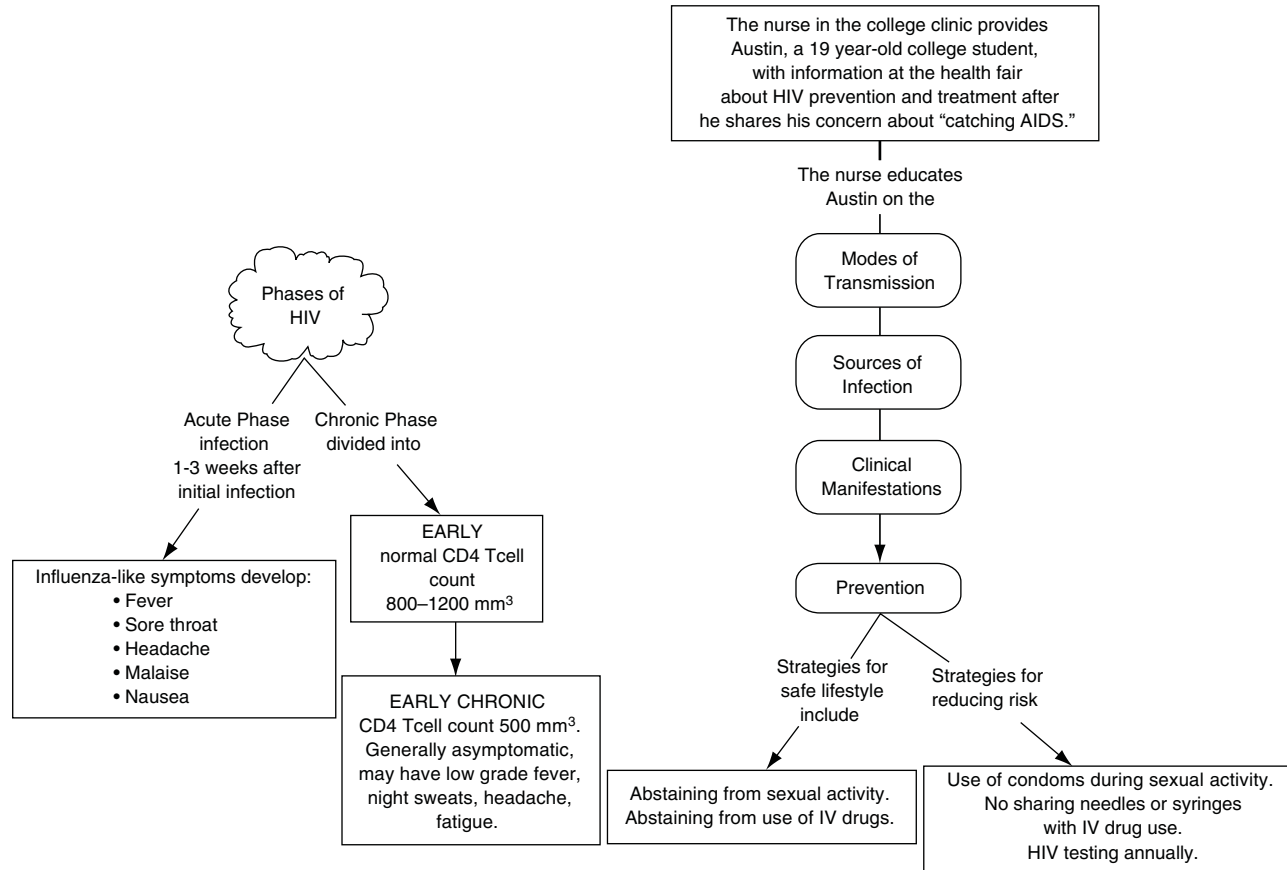 The nurse in the college clinic provides
Austin, a 19 year-old college student,
with information at the health fair
about HIV prevention and treatment after
he shares his concern about “catching AIDS.”
The nurse educates
Austin on the
Modes of
Transmission
Sources of
Infection
Clinical
Manifestations
Prevention
Strategies for
safe lifestyle
include
Abstaining from sexual activity.
Abstaining from use of IV drugs.
Strategies for
reducing risk
Use of condoms during sexual activity.
No sharing needles or syringes
with IV drug use.
HIV testing annually.
Phases of
HIV
Acute Phase
infection
1-3 weeks after
initial infection
Influenza-like symptoms develop:
• Fever
• Sore throat
• Headache
• Malaise
• Nausea
Chronic Phase
divided into
EARLY
normal CD4 Tcell
count
800–1200 mm³
EARLY CHRONIC
CD4 Tcell count 500 mm³.
Generally asymptomatic,
may have low grade fever,
night sweats, headache,
fatigue.